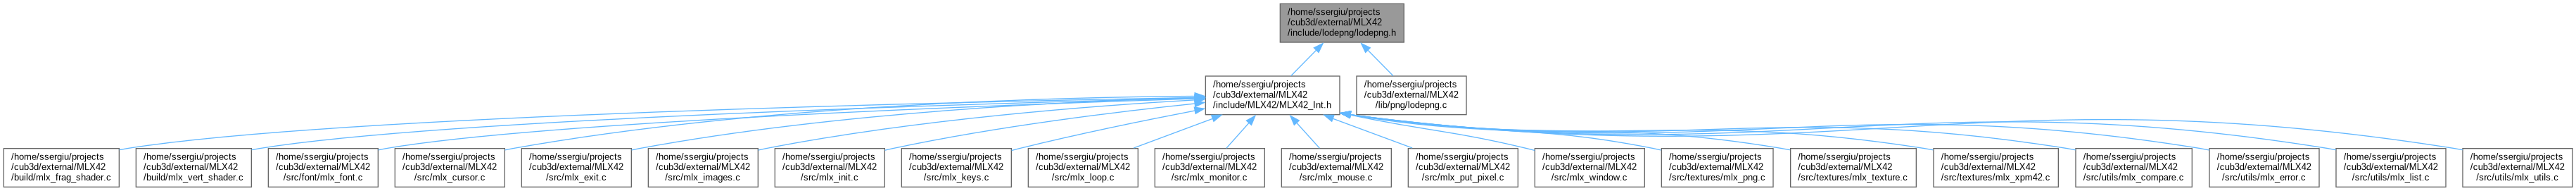 /home/ssergiu/projects
/cub3d/external/MLX42
/include/lodepng/lodepng.h
/home/ssergiu/projects
/cub3d/external/MLX42
/include/MLX42/MLX42_Int.h
/home/ssergiu/projects
/cub3d/external/MLX42
/lib/png/lodepng.c
/home/ssergiu/projects
/cub3d/external/MLX42
/build/mlx_frag_shader.c
/home/ssergiu/projects
/cub3d/external/MLX42
/build/mlx_vert_shader.c
/home/ssergiu/projects
/cub3d/external/MLX42
/src/font/mlx_font.c
/home/ssergiu/projects
/cub3d/external/MLX42
/src/mlx_cursor.c
/home/ssergiu/projects
/cub3d/external/MLX42
/src/mlx_exit.c
/home/ssergiu/projects
/cub3d/external/MLX42
/src/mlx_images.c
/home/ssergiu/projects
/cub3d/external/MLX42
/src/mlx_init.c
/home/ssergiu/projects
/cub3d/external/MLX42
/src/mlx_keys.c
/home/ssergiu/projects
/cub3d/external/MLX42
/src/mlx_loop.c
/home/ssergiu/projects
/cub3d/external/MLX42
/src/mlx_monitor.c
/home/ssergiu/projects
/cub3d/external/MLX42
/src/mlx_mouse.c
/home/ssergiu/projects
/cub3d/external/MLX42
/src/mlx_put_pixel.c
/home/ssergiu/projects
/cub3d/external/MLX42
/src/mlx_window.c
/home/ssergiu/projects
/cub3d/external/MLX42
/src/textures/mlx_png.c
/home/ssergiu/projects
/cub3d/external/MLX42
/src/textures/mlx_texture.c
/home/ssergiu/projects
/cub3d/external/MLX42
/src/textures/mlx_xpm42.c
/home/ssergiu/projects
/cub3d/external/MLX42
/src/utils/mlx_compare.c
/home/ssergiu/projects
/cub3d/external/MLX42
/src/utils/mlx_error.c
/home/ssergiu/projects
/cub3d/external/MLX42
/src/utils/mlx_list.c
/home/ssergiu/projects
/cub3d/external/MLX42
/src/utils/mlx_utils.c